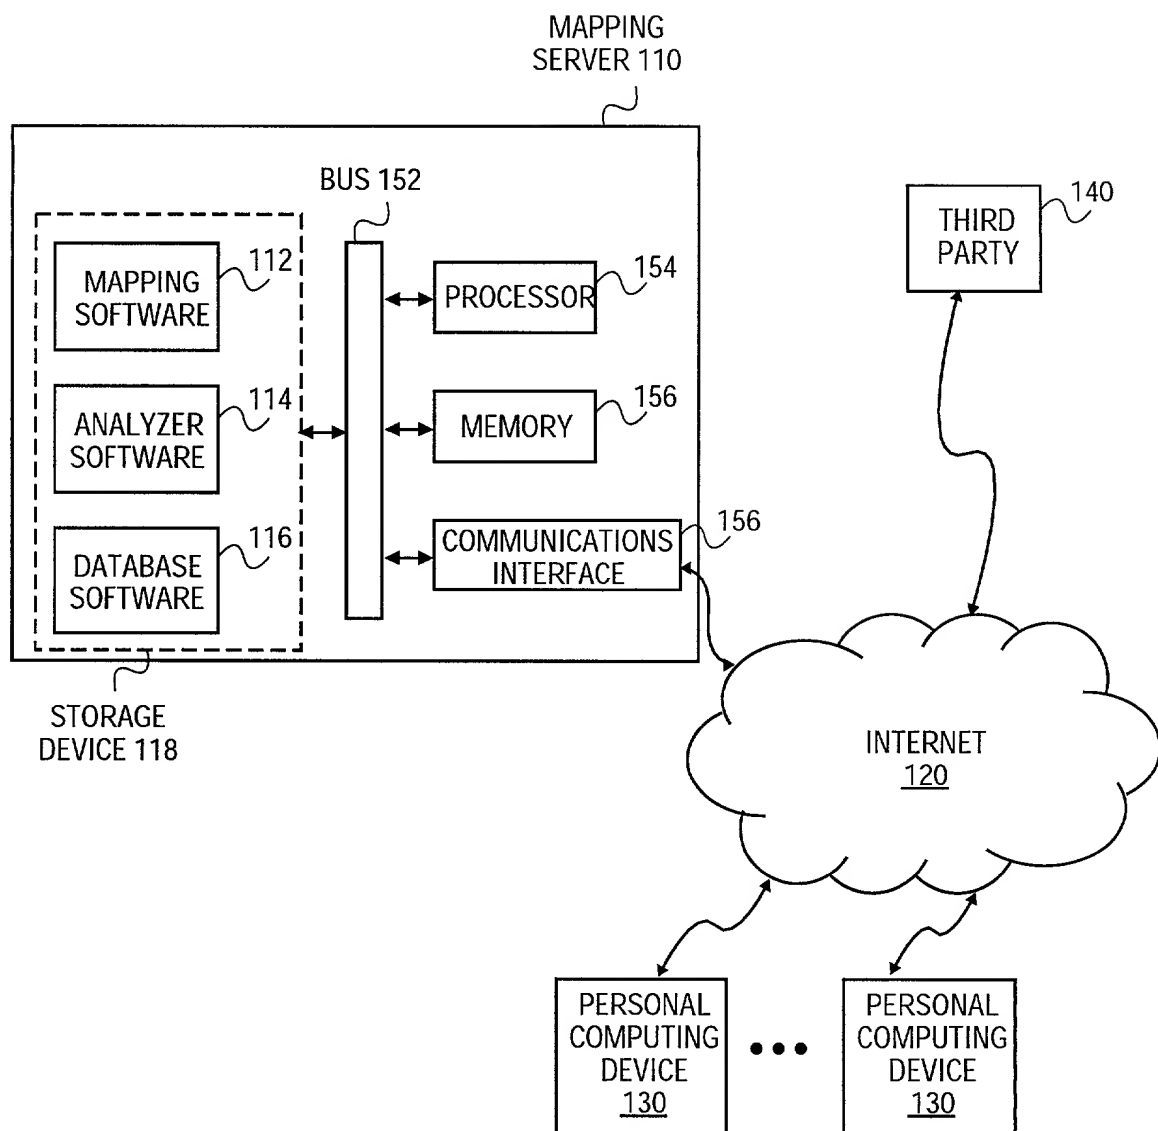 MAPPING
SERVER 110
BUS 152
MAPPING
SOFTWARE
112
ANALYZER
SOFTWARE
114
DATABASE
SOFTWARE
116
STORAGE
DEVICE 118
PROCESSOR
154
MEMORY
156
COMMUNICATIONS
INTERFACE
156
THIRD
PARTY
140
INTERNET
120
PERSONAL
COMPUTING
DEVICE
130
PERSONAL
COMPUTING
DEVICE
130